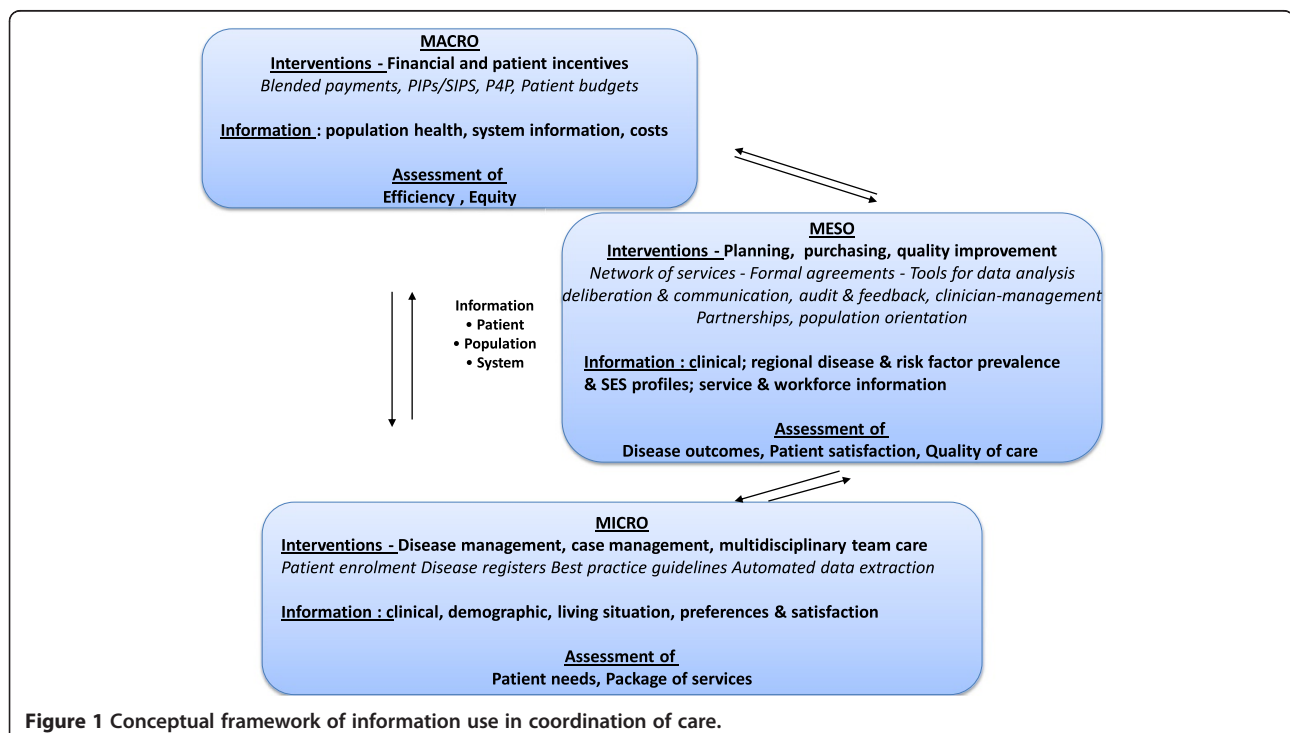 MACRO
Interventions - Financial and patient incentives
Blended payments, PIPs/SIPS, P4P, Patient budgets
Information : population health, system information, costs
Assessment of
Efficiency , Equity
MESO
Interventions - Planning, purchasing, quality improvement
Network of services - Formal agreements - Tools for data analysis
deliberation & communication, audit & feedback, clinician-management
Partnerships, population orientation
Information : clinical; regional disease & risk factor prevalence
& SES profiles; service & workforce information
Assessment of
Disease outcomes, Patient satisfaction, Quality of care
Information
• Patient
• Population
• System
MICRO
Interventions - Disease management, case management, multidisciplinary team care
Patient enrolment Disease registers Best practice guidelines Automated data extraction
Information : clinical, demographic, living situation, preferences & satisfaction
Assessment of
Patient needs, Package of services
Figure 1 Conceptual framework of information use in coordination of care.